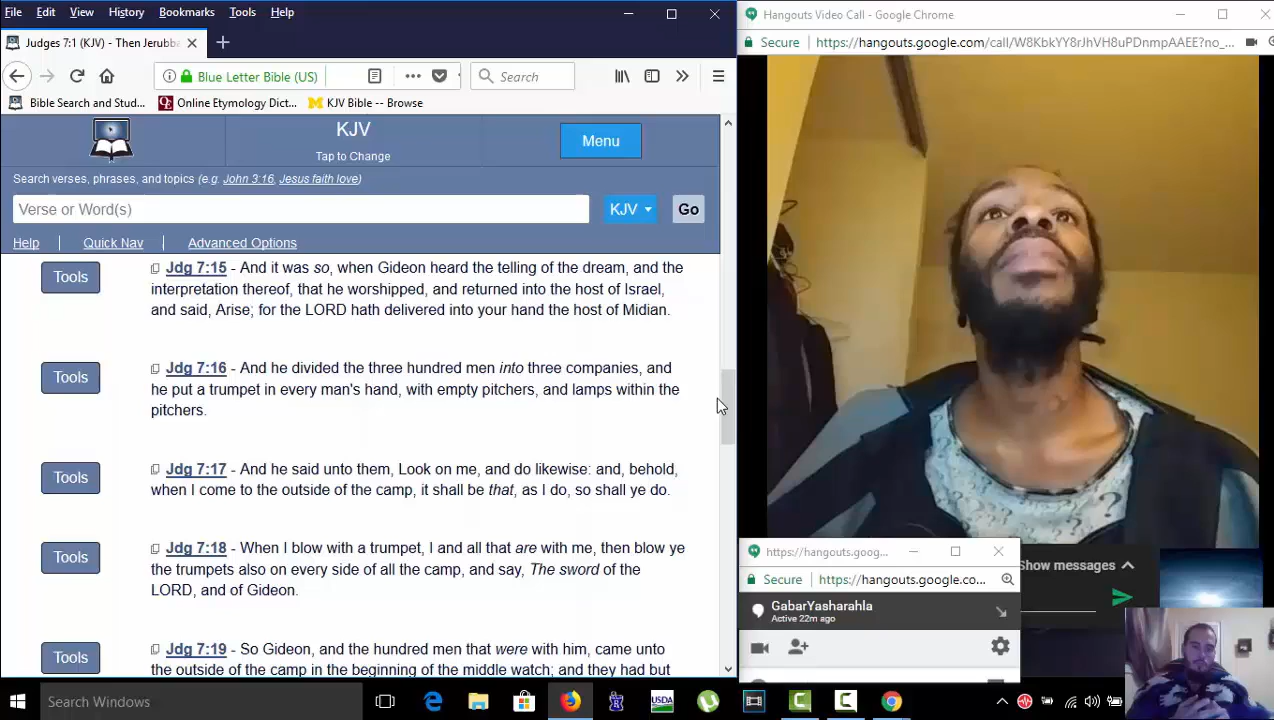 File Edit View History Bookmarks Tools Help
Judges 7:1 (KJV) - Then Jerubba
Blue Letter Bible (US)
Search
Bible Search and Stud... Online Etymology Dict... KJV Bible -- Browse
KJV
Tap to Change
Menu
Search verses, phrases, and topics (e.g. John 3:16, Jesus faith love)
Verse or Word(s)
KJV
Go
Help | Quick Nav | Advanced Options
Tools
Jdg 7:15 - And it was so, when Gideon heard the telling of the dream, and the
interpretation thereof, that he worshipped, and returned into the host of Israel,
and said, Arise; for the LORD hath delivered into your hand the host of Midian.
Tools
Jdg 7:16 - And he divided the three hundred men into three companies, and
he put a trumpet in every man's hand, with empty pitchers, and lamps within the
pitchers.
Tools
Jdg 7:17 - And he said unto them, Look on me, and do likewise: and, behold,
when I come to the outside of the camp, it shall be that, as I do, so shall ye do.
Tools
Jdg 7:18 - When I blow with a trumpet, I and all that are with me, then blow ye
the trumpets also on every side of all the camp, and say, The sword of the
LORD, and of Gideon.
Tools
Jdg 7:19 - So Gideon, and the hundred men that were with him, came unto
the outside of the camp in the beginning of the middle watch; and they had but
Hangouts Video Call - Google Chrome
Secure https://hangouts.google.com/call/W8KbkYY8rJhVH8uPDnmpAAEE?no_...
https://hangouts.goog...
Secure https://hangouts.google.co...
GabarYasharahla
Active 22m ago
Show messages
Search Windows
USDA